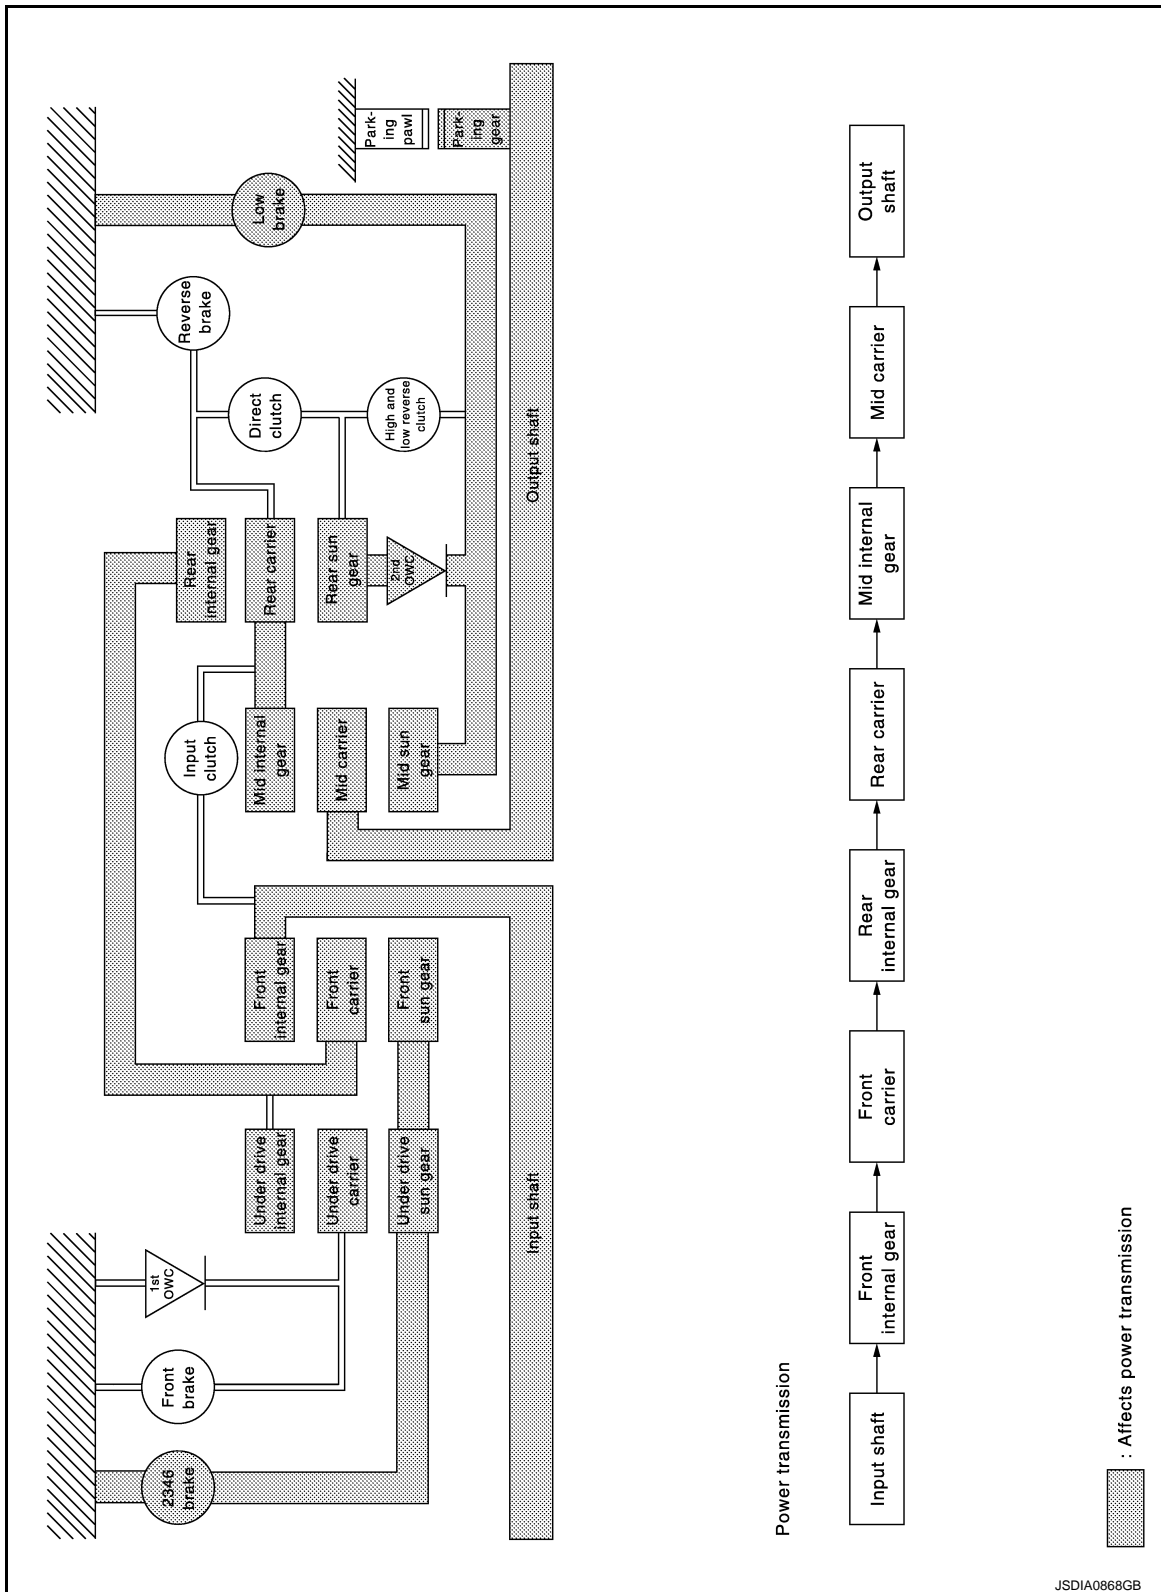 2346
brake
Front
brake
1st
OWC
Under drive
internal gear
Under drive
carrier
Under drive
sun gear
Front
internal gear
Front
carrier
Front
sun gear
Input
clutch
Mid internal
gear
Mid carrier
Mid sun
gear
Rear
internal gear
Rear carrier
Rear sun
gear
2nd
OWC
Direct
clutch
High and
low reverse
clutch
Reverse
brake
Low
brake
Park-
ing
pawl
Park-
ing
gear
Input shaft
Output shaft
Power transmission
Input shaft
Front
internal gear
Front
carrier
Rear
internal gear
Rear carrier
Mid internal
gear
Mid carrier
Output
shaft
: Affects power transmission
JSDIA0868GB